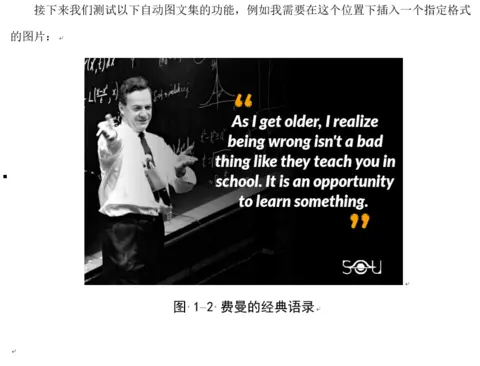 接下来我们测试以下自动图文集的功能，例如我需要在这个位置下插入一个指定格式
的图片：
“
As I get older, I realize
being wrong isn't a bad
thing like they teach you in
school. It is an opportunity
to learn something.
”
SOU
图 1-2 费曼的经典语录